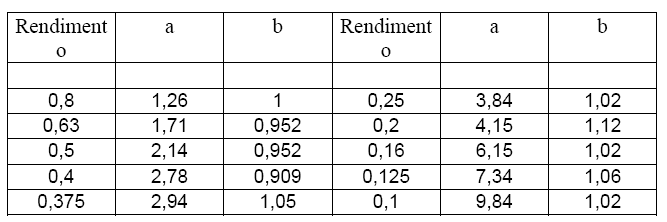 Rendiment a b Rendiment a b
o o
0,8 1,26 1 0,25 3,84 1,02
0,63 1,71 0,952 0,2 4,15 1,12
0,5 2,14 0,952 0,16 6,15 1,02
0,4 2,78 0,909 0,125 7,34 1,06
0,375 2,94 1,05 0,1 9,84 1,02